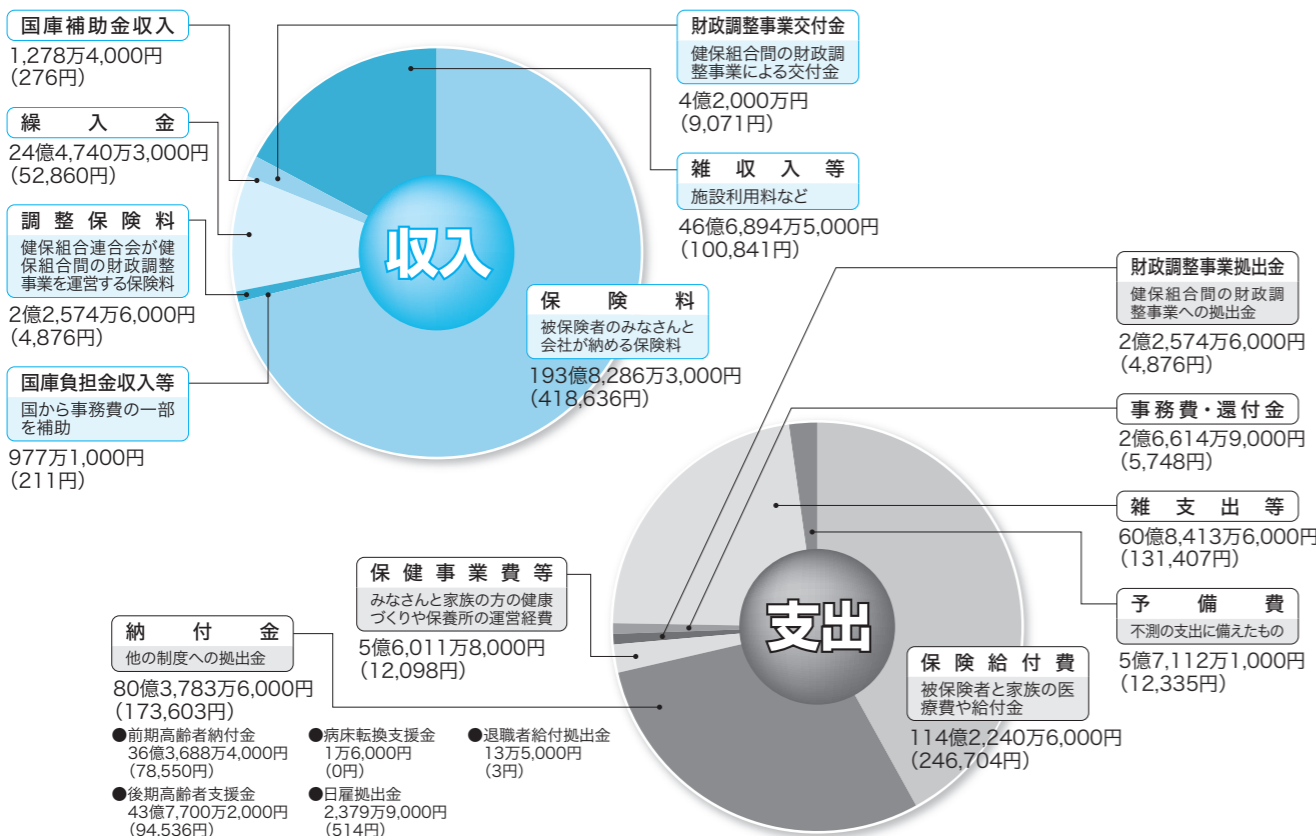 国庫補助金収入
1,278万4,000円
(276円)
繰入金
24億4,740万3,000円
(52,860円)
調整保険料
健保組合連合会が健
保組合間の財政調整
事業を運営する保険料
2億2,574万6,000円
(4,876円)
国庫負担金収入等
国から事務費の一部
を補助
977万1,000円
(211円)
収入
財政調整事業交付金
健保組合間の財政調
整事業による交付金
4億2,000万円
(9,071円)
雑収入等
施設利用料など
46億6,894万5,000円
(100,841円)
保険料
被保険者のみなさんと
会社が納める保険料
193億8,286万3,000円
(418,636円)
財政調整事業拠出金
健保組合間の財政調
整事業への拠出金
2億2,574万6,000円
(4,876円)
事務費・還付金
2億6,614万9,000円
(5,748円)
雑支出等
60億8,413万6,000円
(131,407円)
予備費
不測の支出に備えたもの
5億7,112万1,000円
(12,335円)
支出
保険給付費
被保険者と家族の医
療費や給付金
114億2,240万6,000円
(246,704円)
保健事業費等
みなさんと家族の方の健康
づくりや保養所の運営経費
5億6,011万8,000円
(12,098円)
納付金
他の制度への拠出金
80億3,783万6,000円
(173,603円)
●前期高齢者納付金
36億3,688万4,000円
(78,550円)
●病床転換支援金
1万6,000円
(0円)
●退職者給付拠出金
13万5,000円
(3円)
●後期高齢者支援金
43億7,700万2,000円
(94,536円)
●日雇拠出金
2,379万9,000円
(514円)